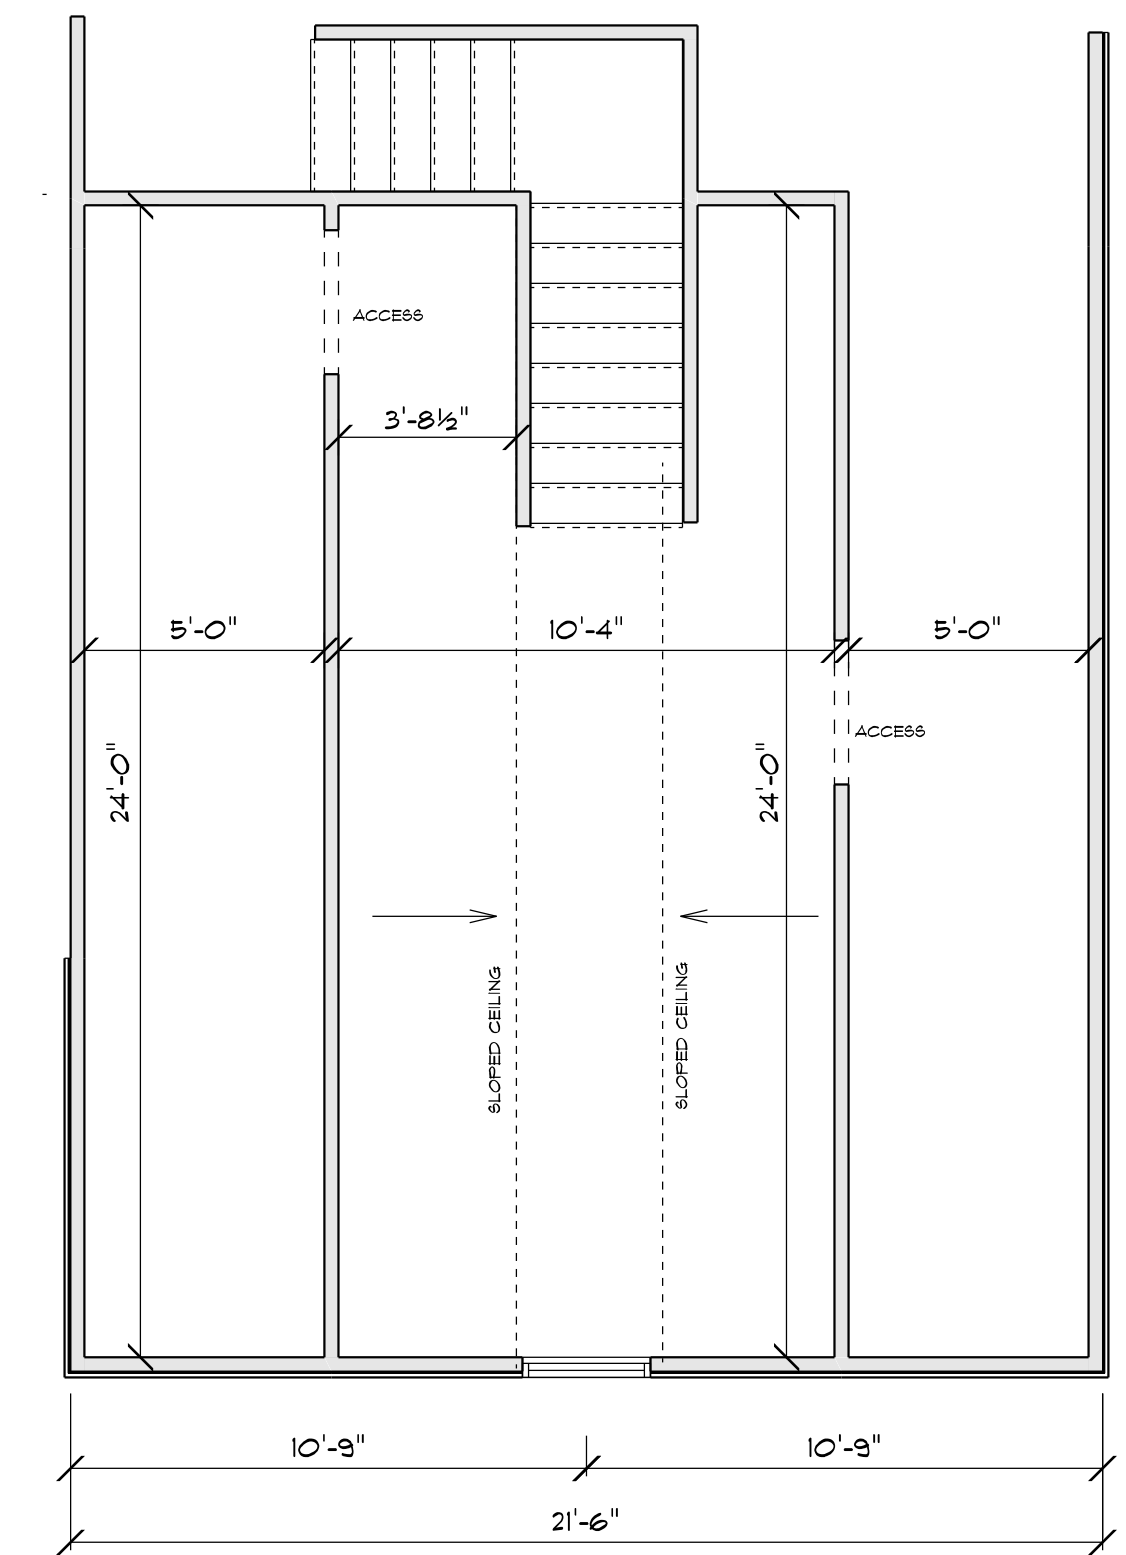 ACCESS
3'-8½"
5'-0"
10'-4"
5'-0"
ACCESS
24'-0"
24'-0"
SLOPED CEILING
SLOPED CEILING
10'-9"
10'-9"
21'-6"